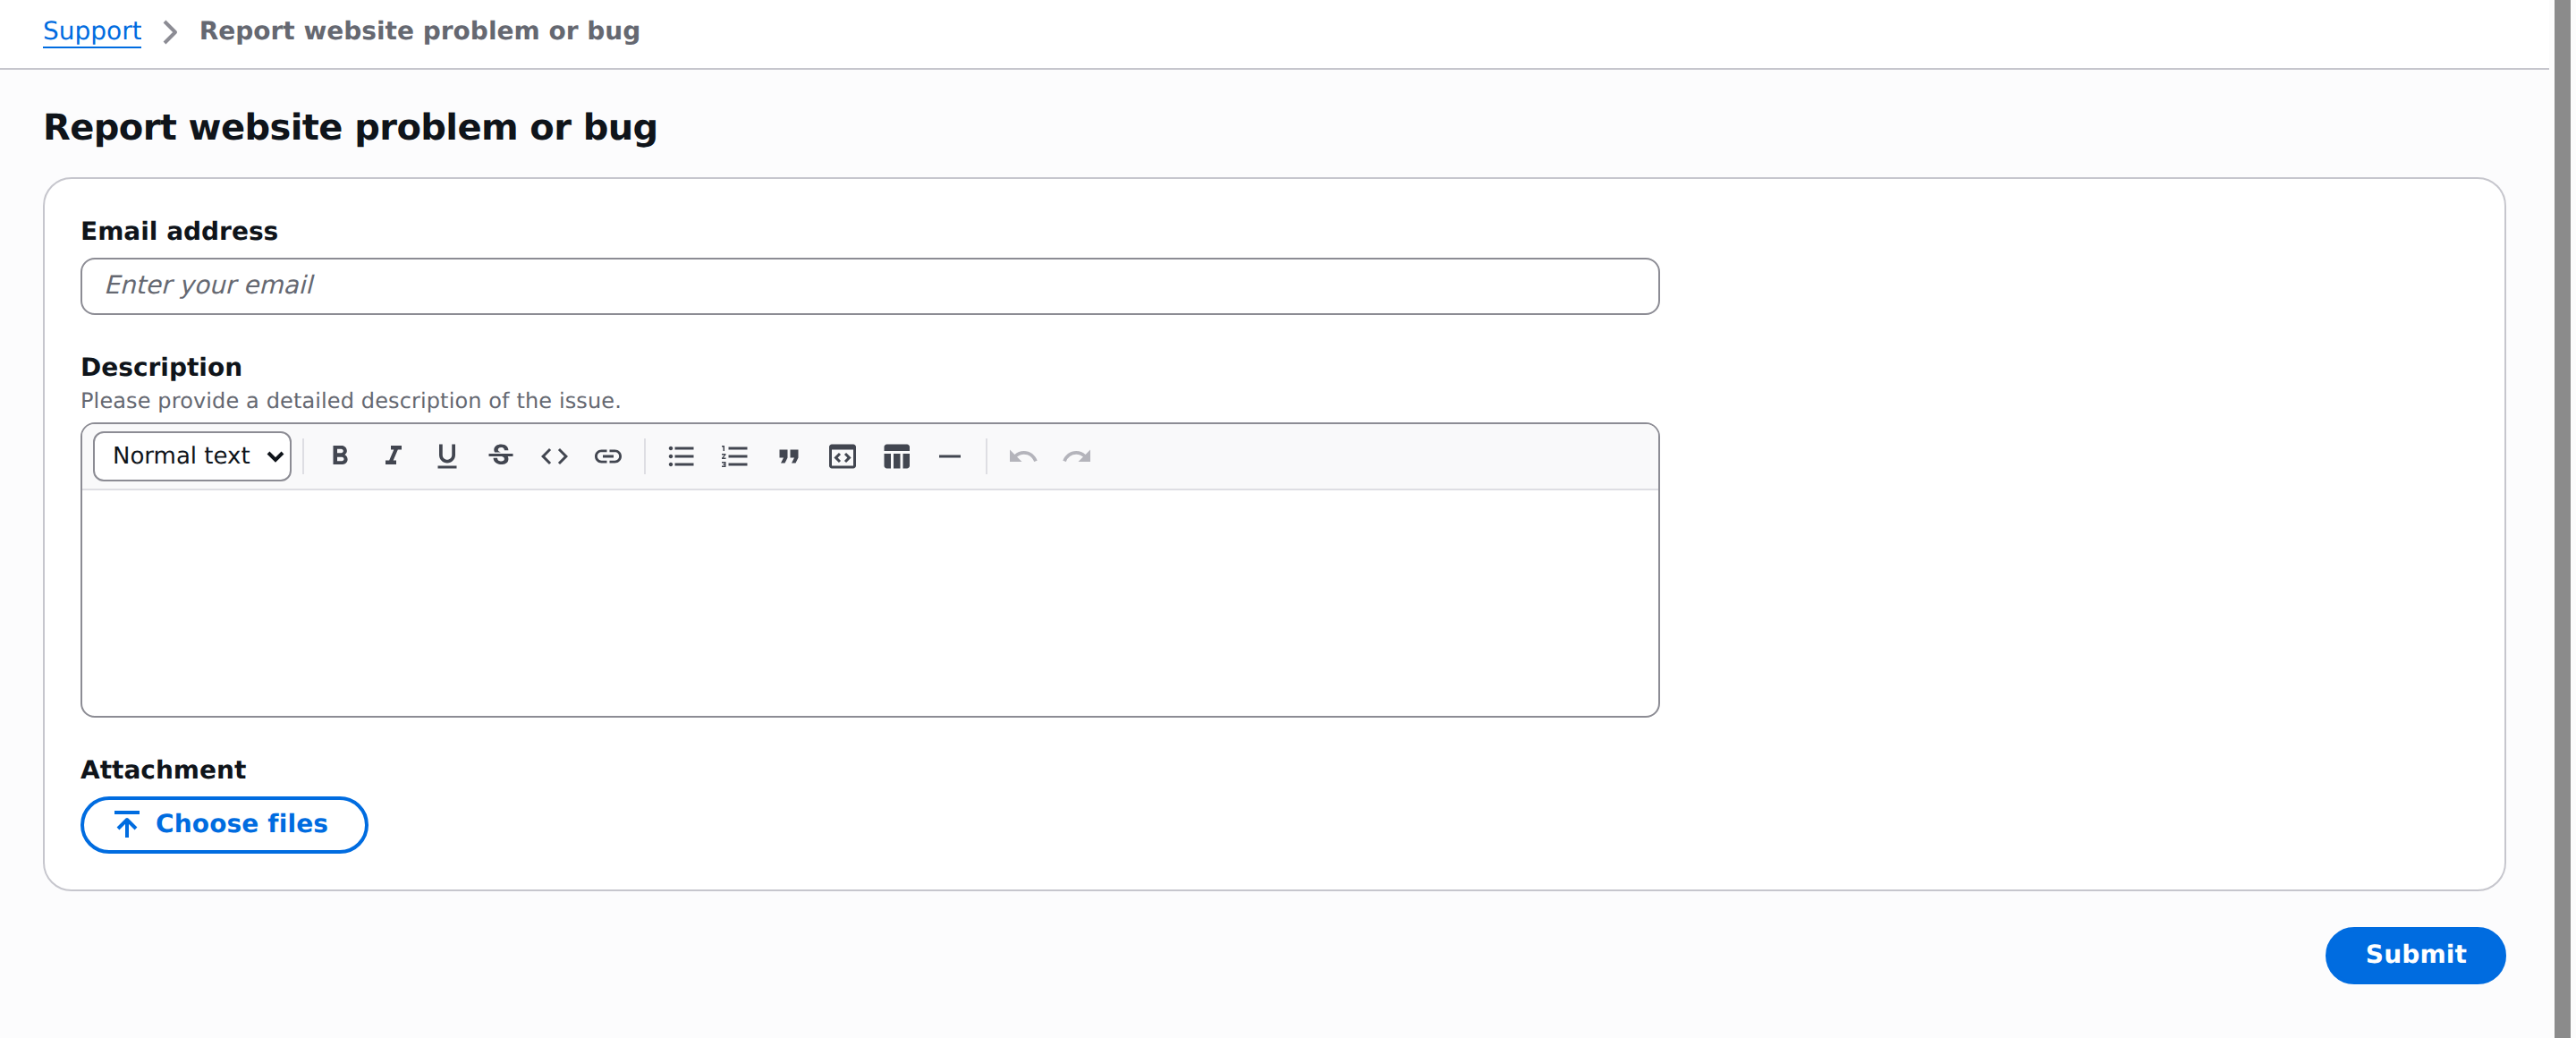 Support Report website problem or bug
Report website problem or bug
Email address
Enter your email
Description
Please provide a detailed description of the issue.
Normal text
Attachment
Choose files
Submit